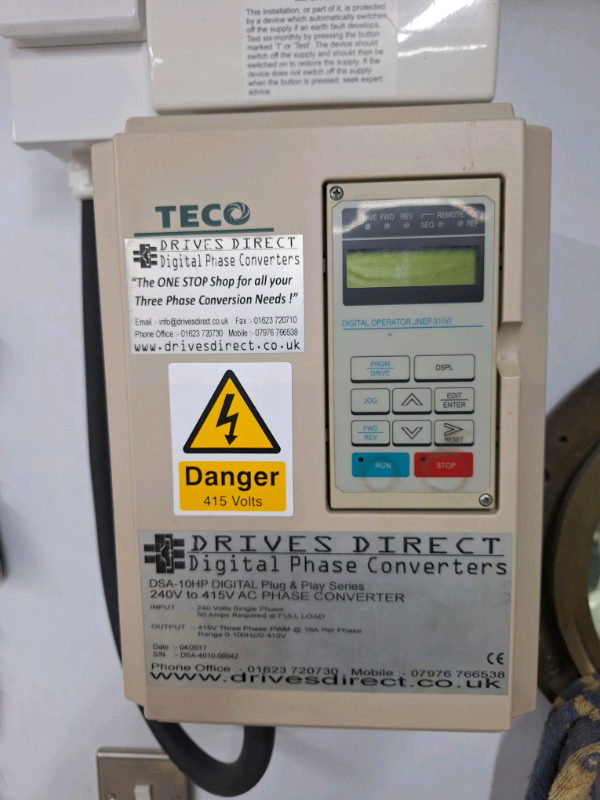 This installation, or part of it, is protected
by a device which automatically switches
off the supply if an earth fault develops.
Test six-monthly by pressing the button
marked 'T' or 'Test'. The device should
switch off the supply and should then be
switched on to restore the supply. If the
device does not switch off the supply
when the button is pressed, seek expert
advice.
TECO
DRIVES DIRECT
Digital Phase Converters
"The ONE STOP Shop for all your
Three Phase Conversion Needs !"
Email :- info@drivesdirect.co.uk Fax :- 01623 720710
Phone Office :- 01623 720730 Mobile :- 07976 766538
www.drivesdirect.co.uk
DRIVE FWD REV REMOTE
SEQ REF
DIGITAL OPERATOR JNEP-31(V)
PRGM
DRIVE
DSPL
JOG
EDIT
ENTER
FWD
REV
RESET
RUN
STOP
Danger
415 Volts
DRIVES DIRECT
Digital Phase Converters
DSA-10HP DIGITAL Plug & Play Series
240V to 415V AC PHASE CONVERTER
INPUT :- 240 Volts Single Phase
50 Amps Required at FULL LOAD
OUTPUT :- 415V Three Phase PWM @ 16A Per Phase
Range 0-100Hz/0-415V
Date :- 04/2017
S/N :- DSA-4010-00042
CE
Phone Office :- 01623 720730 Mobile :- 07976 766538
www.drivesdirect.co.uk